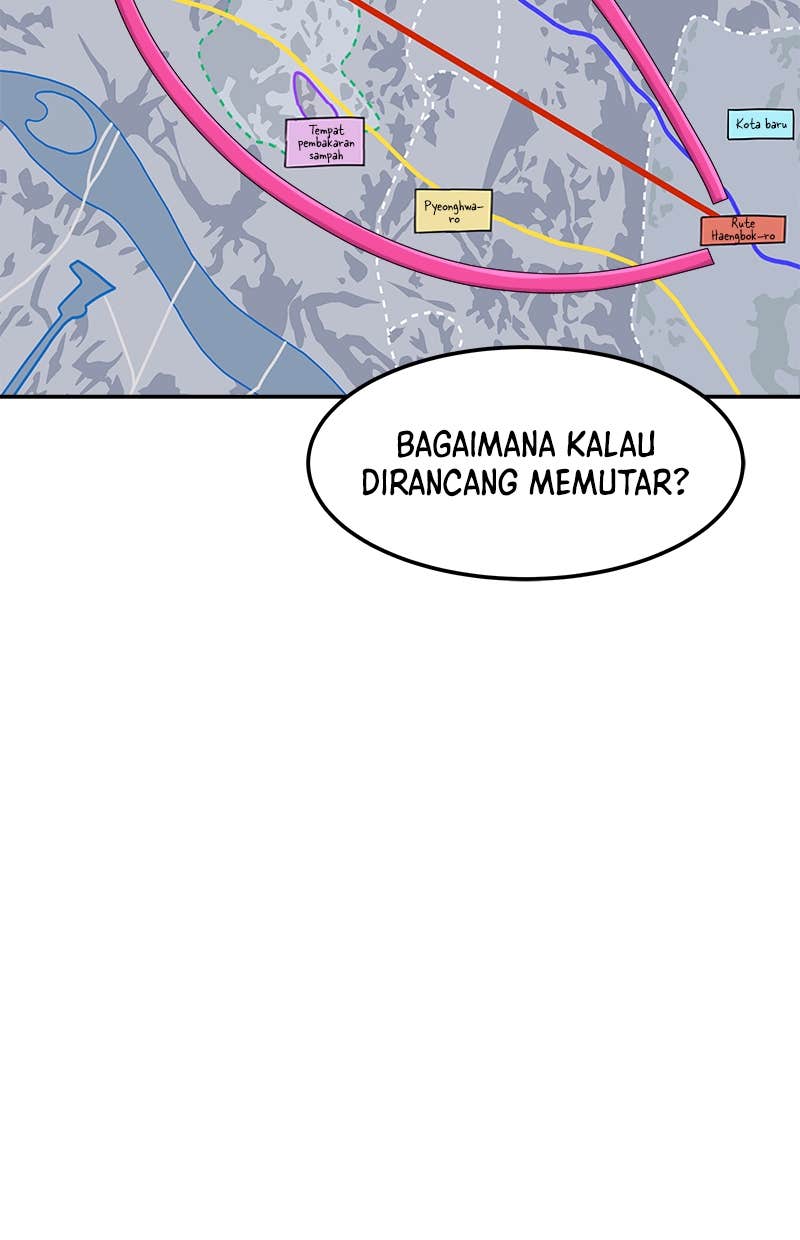 Kota baru
Tempat
pembakaran
sampah
Pyeonghwa-
ro
Rute
Haengbok-ro
BAGAIMANA KALAU
DIRANCANG MEMUTAR?